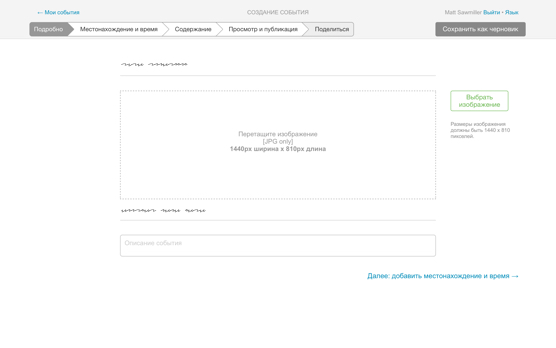 ← Мои события
СОЗДАНИЕ СОБЫТИЯ
Matt Sawmiller Выйти • Язык
Подробно
Местонахождение и время
Содержание
Просмотр и публикация
Поделиться
Сохранить как черновик
Перетащите изображение
[JPG only]
1440px ширина x 810px длина
Выбрать
изображение
Размеры изображения
должны быть 1440 x 810
пикселей.
Описание события
Далее: добавить местонахождение и время →